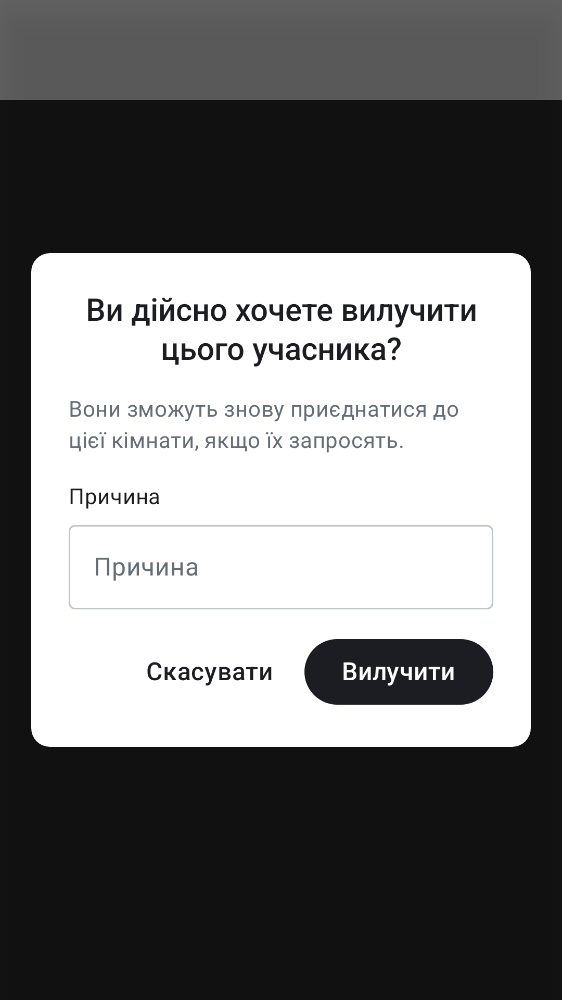 Ви дійсно хочете вилучити
цього учасника?
Вони зможуть знову приєднатися до
цієї кімнати, якщо їх запросять.
Причина
Причина
Скасувати
Вилучити